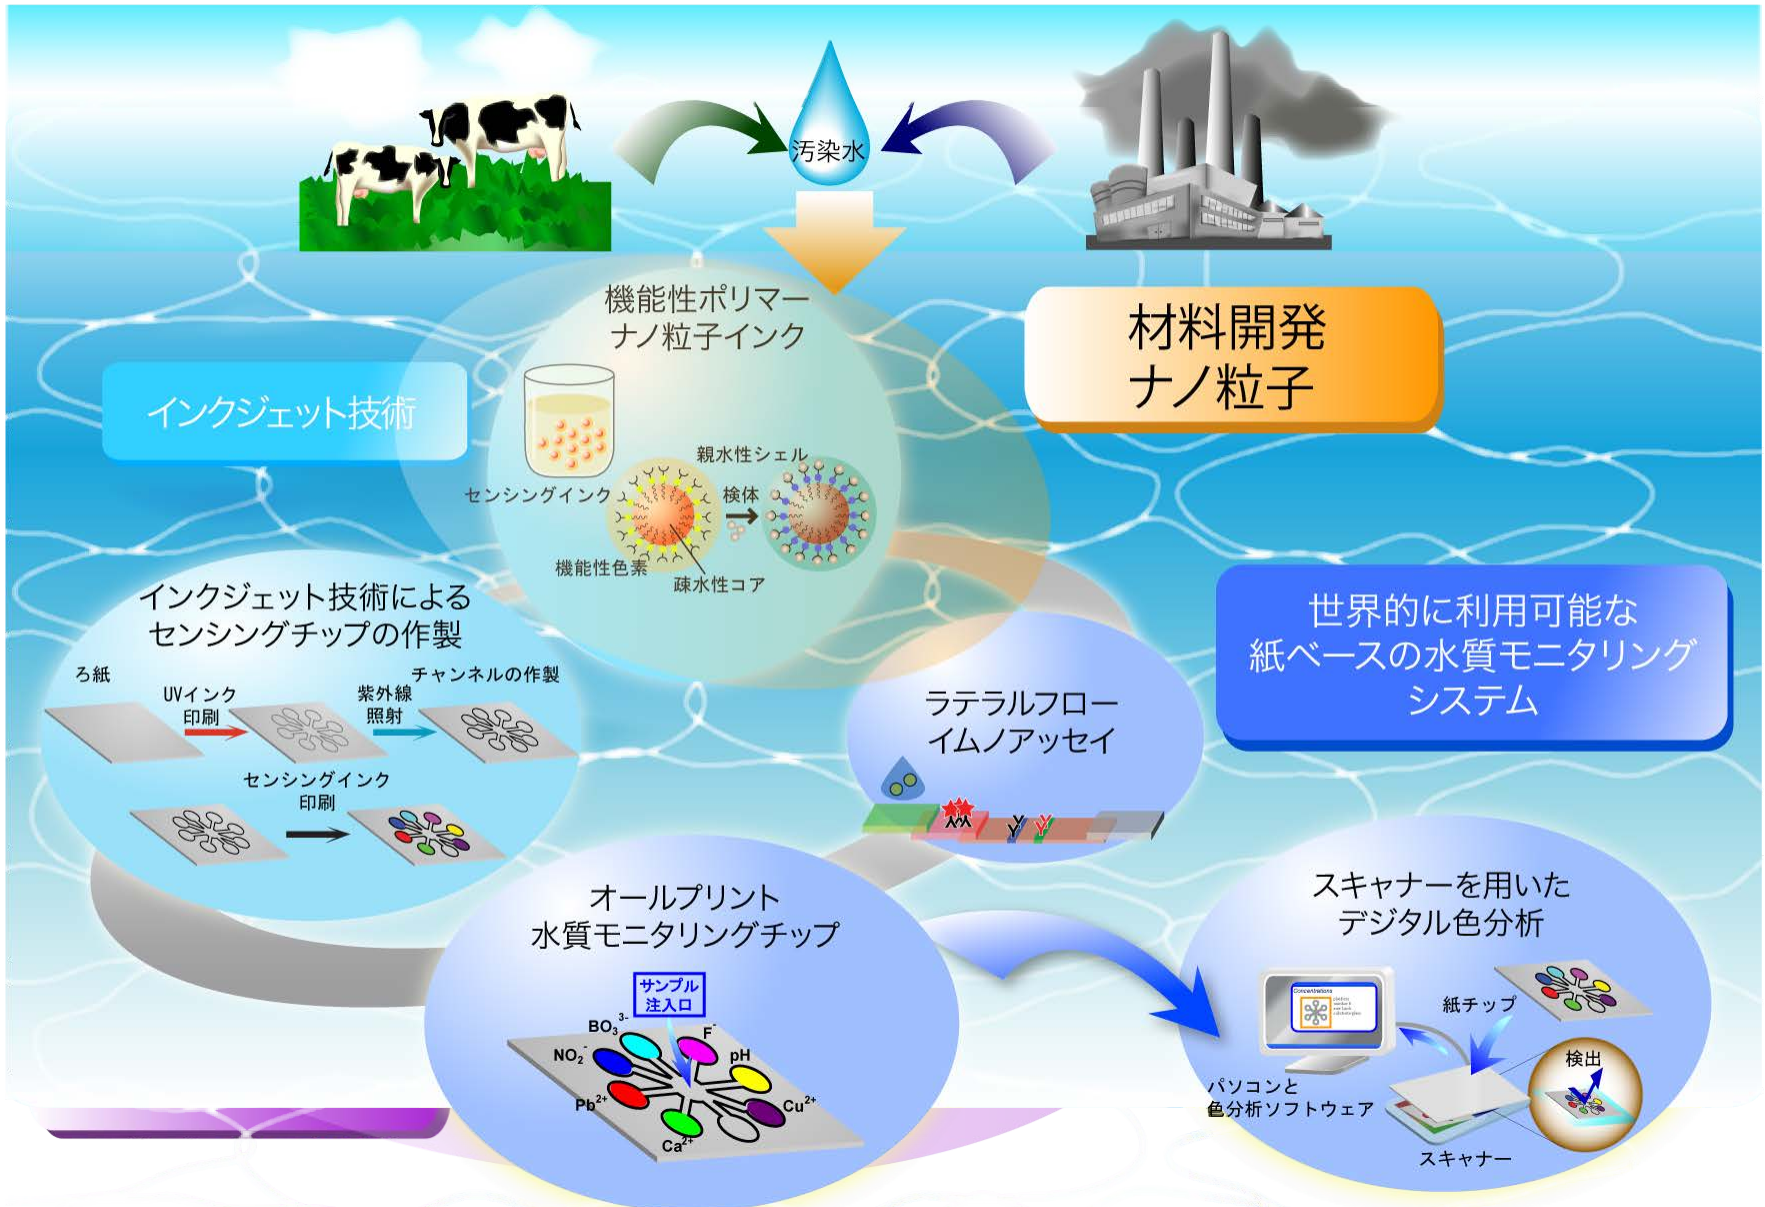 汚染水
機能性ポリマー
ナノ粒子インク
材料開発
ナノ粒子
インクジェット技術
親水性シェル
センシングインク
検体
機能性色素
疎水性コア
インクジェット技術による
センシングチップの作製
ろ紙
UVインク
印刷
紫外線
照射
チャンネルの作製
センシングインク
印刷
世界的に利用可能な
紙ベースの水質モニタリング
システム
ラテラルフロー
イムノアッセイ
オールプリント
水質モニタリングチップ
サンプル
注入口
BO₃³⁻
F⁻
NO₂⁻
pH
Pb²⁺
Cu²⁺
Ca²⁺
スキャナーを用いた
デジタル色分析
Concentrations
紙チップ
検出
パソコンと
色分析ソフトウェア
スキャナー